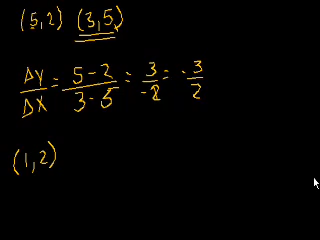 (5,2) (3,5)
ΔY/ΔX = 5-2/3-5 = 3/-2 = -3/2
(1,2)